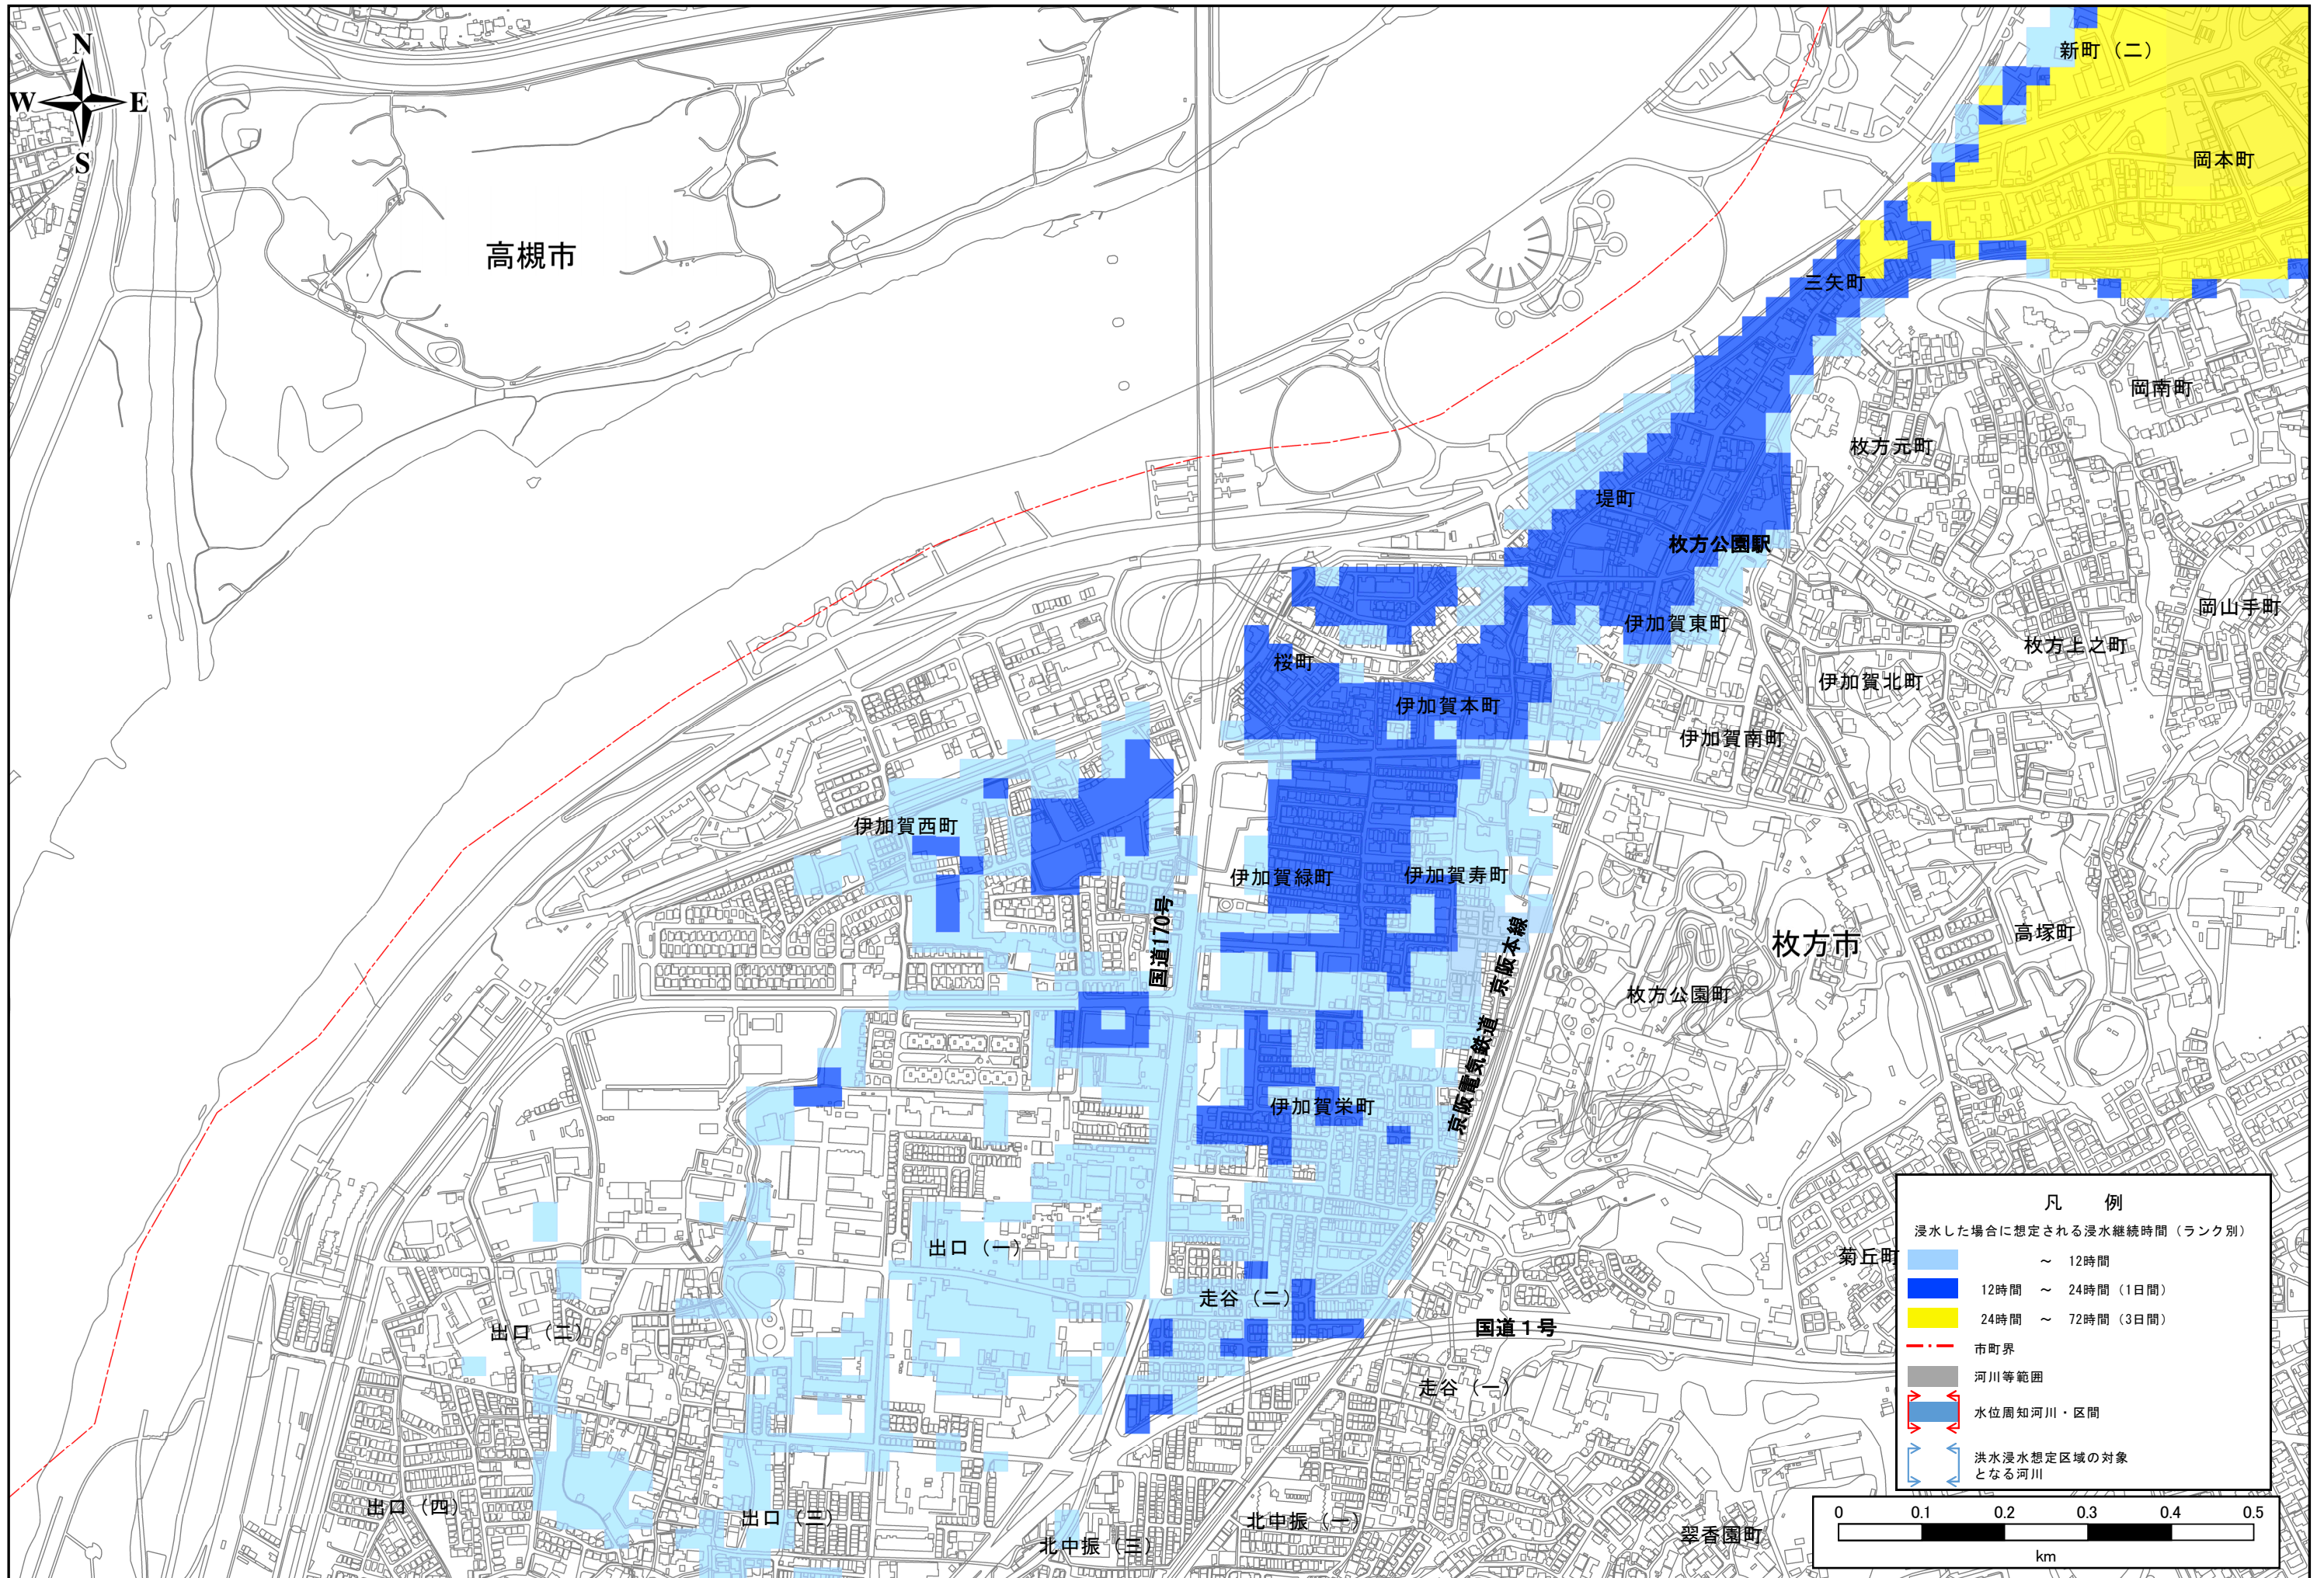 N
W E
S
新町（二）
岡本町
高槻市
三矢町
岡南町
枚方元町
堤町
枚方公園駅
岡山手町
伊加賀東町
枚方上之町
桜町
伊加賀北町
伊加賀本町
伊加賀南町
伊加賀西町
伊加賀緑町
伊加賀寿町
国道170号
京阪電気鉄道 京阪本線
枚方市
高塚町
枚方公園町
伊加賀栄町
出口（一）
菊丘町
走谷（二）
出口（二）
国道１号
走谷（一）
出口（四）
出口（三）
北中振（三）
北中振（一）
翠香園町
凡 例
浸水した場合に想定される浸水継続時間（ランク別）
～ 12時間
12時間 ～ 24時間（1日間）
24時間 ～ 72時間（3日間）
市町界
河川等範囲
水位周知河川・区間
洪水浸水想定区域の対象
となる河川
0 0.1 0.2 0.3 0.4 0.5
km